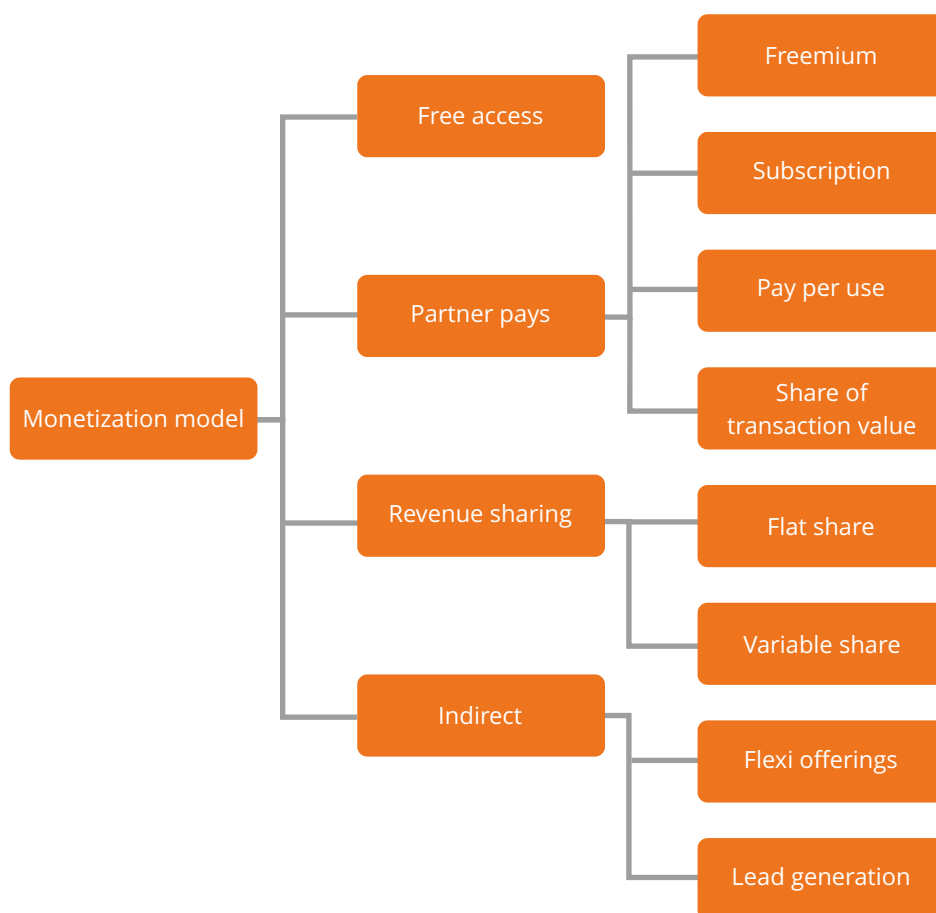 Monetization model
Free access
Partner pays
Revenue sharing
Indirect
Freemium
Subscription
Pay per use
Share of
transaction value
Flat share
Variable share
Flexi offerings
Lead generation